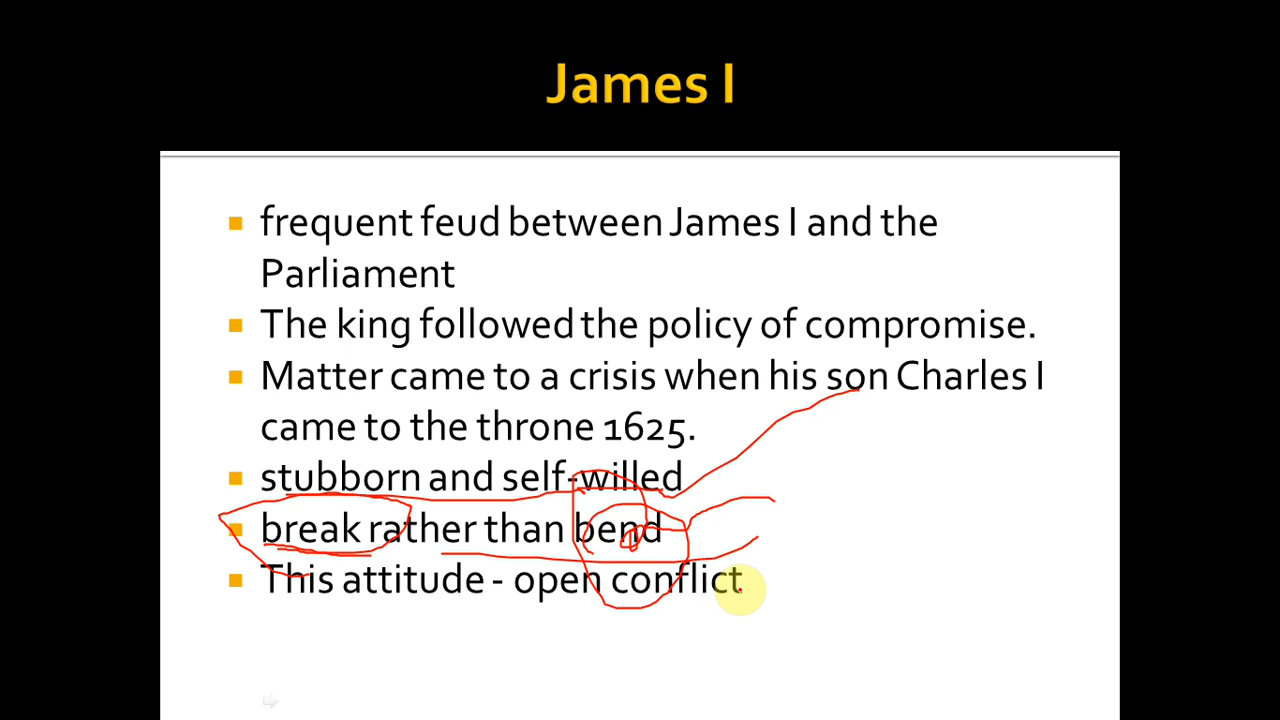 James I
frequent feud between James I and the
Parliament
The king followed the policy of compromise.
Matter came to a crisis when his son Charles I
came to the throne 1625.
stubborn and self-willed
break rather than bend
This attitude - open conflict